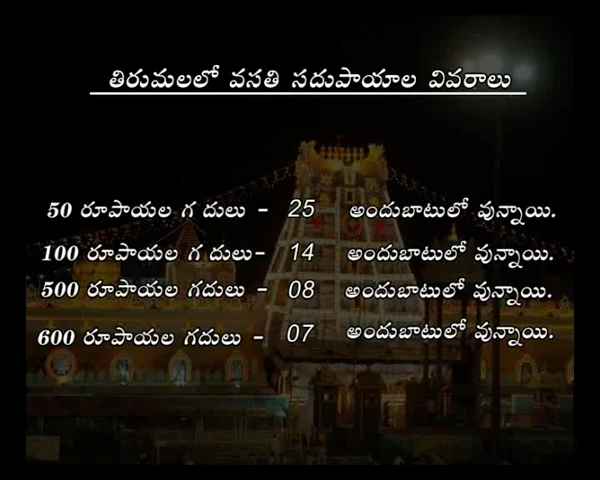 తిరుమలలో వసతి సదుపాయాల వివరాలు
50 రూపాయల గ దులు - 25 అందుబాటులో వున్నాయి.
100 రూపాయల గ దులు- 14 అందుబాటులో వున్నాయి.
500 రూపాయల గదులు - 08 అందుబాటులో వున్నాయి.
600 రూపాయల గదులు - 07 అందుబాటులో వున్నాయి.